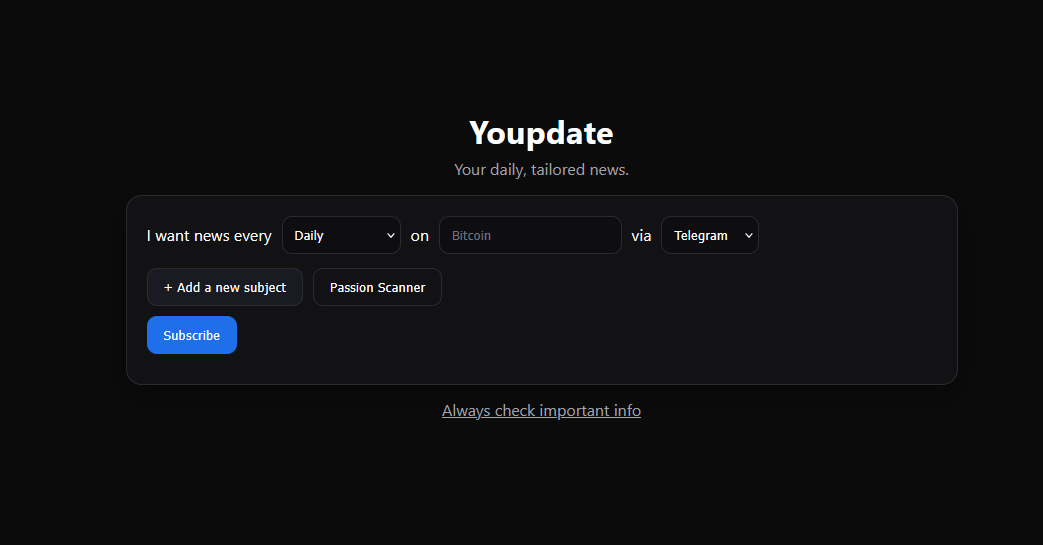 Youpdate
Your daily, tailored news.
I want news every Daily on Bitcoin via Telegram
+ Add a new subject Passion Scanner
Subscribe
Always check important info